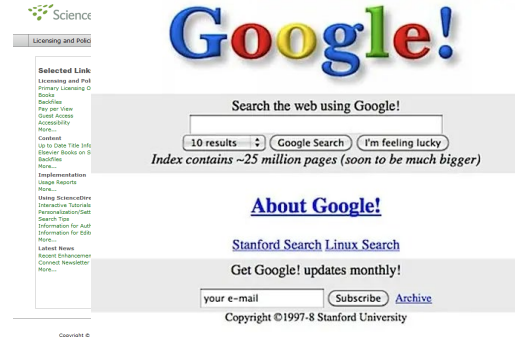 Science
Licensing and Polici
Selected Link
Licensing and Pol
Primary Licensing O
Books
Backfiles
Pay per View
Guest Access
Accessibility
More...
Content
Up to Date Title Info
Elsevier Books on S
Backfiles
More...
Implementation
Usage Reports
More...
Using ScienceDire
Interactive Tutorials
Personalization/Sett
Search Tips
Information for Auth
Information for Edit
More...
Latest News
Recent Enhancemen
Connect Newsletter
More...
Copyright ©
Google!
Search the web using Google!
10 results Google Search I'm feeling lucky
Index contains ~25 million pages (soon to be much bigger)
About Google!
Stanford Search Linux Search
Get Google! updates monthly!
your e-mail Subscribe Archive
Copyright ©1997-8 Stanford University